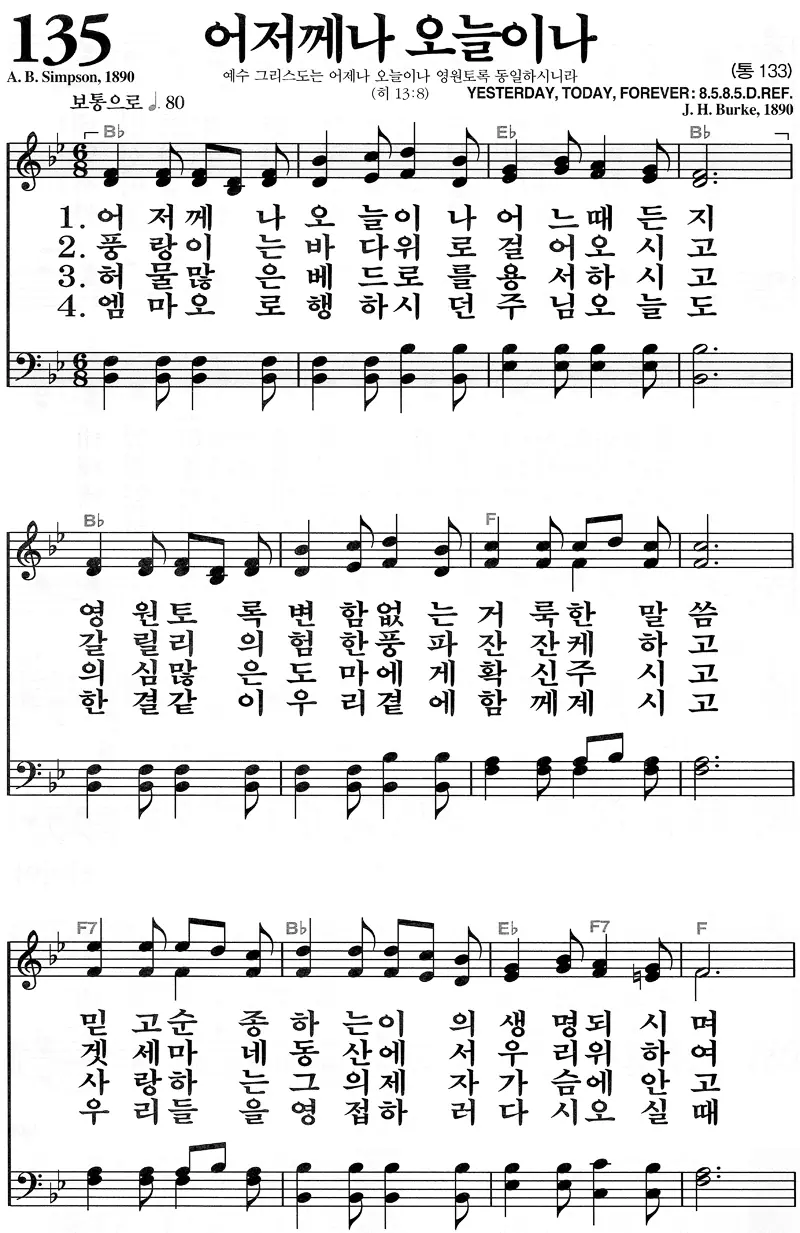 135 어저께나 오늘이나
(통 133)
A. B. Simpson, 1890
예수 그리스도는 어제나 오늘이나 영원토록 동일하시니라
(히 13:8)
YESTERDAY, TODAY, FOREVER : 8.5.8.5.D.REF.
보통으로 ♩. 80
J. H. Burke, 1890
B♭ E♭ B♭
6/8
1. 어 저 께 나 오 늘 이 나 어 느 때 든 지
2. 풍 랑 이 는 바 다 위 로 걸 어 오 시 고
3. 허 물 많 은 베 드 로 를 용 서 하 시 고
4. 엠 마 오 로 행 하 시 던 주 님 오 늘 도
6/8
B♭ F
영 원 토 록 변 함 없 는 거 룩 한 말 씀
갈 릴 리 의 험 한 풍 파 잔 잔 케 하 고
의 심 많 은 도 마 에 게 확 신 주 시 고
한 결 같 이 우 리 곁 에 함 께 계 시 고
F7 B♭ E♭ F7 F
믿 고 순 종 하 는 이 의 생 명 되 시 며
겟 세 마 네 동 산 에 서 우 리 위 하 여
사 랑 하 는 그 의 제 자 가 슴 에 안 고
우 리 들 을 영 접 하 러 다 시 오 실 때